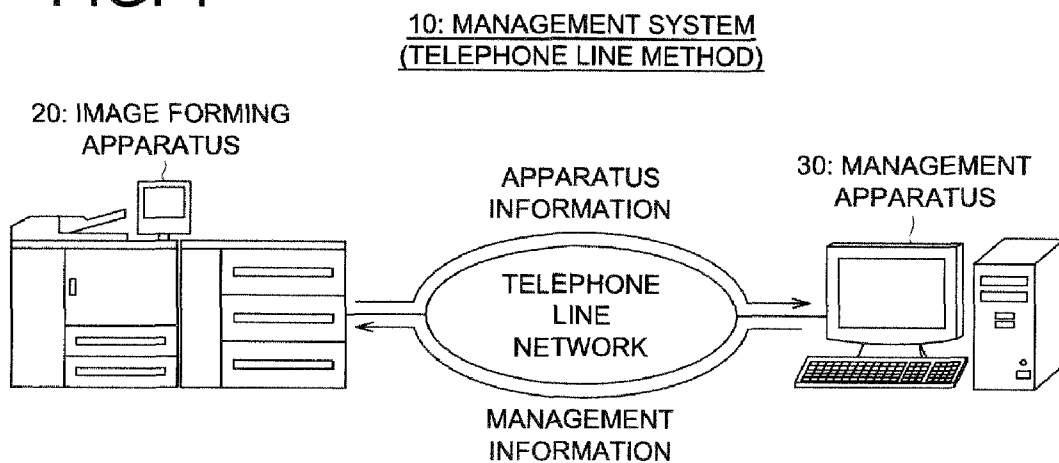 10: MANAGEMENT SYSTEM
(TELEPHONE LINE METHOD)
20: IMAGE FORMING
APPARATUS
APPARATUS
INFORMATION
30: MANAGEMENT
APPARATUS
TELEPHONE
LINE
NETWORK
MANAGEMENT
INFORMATION